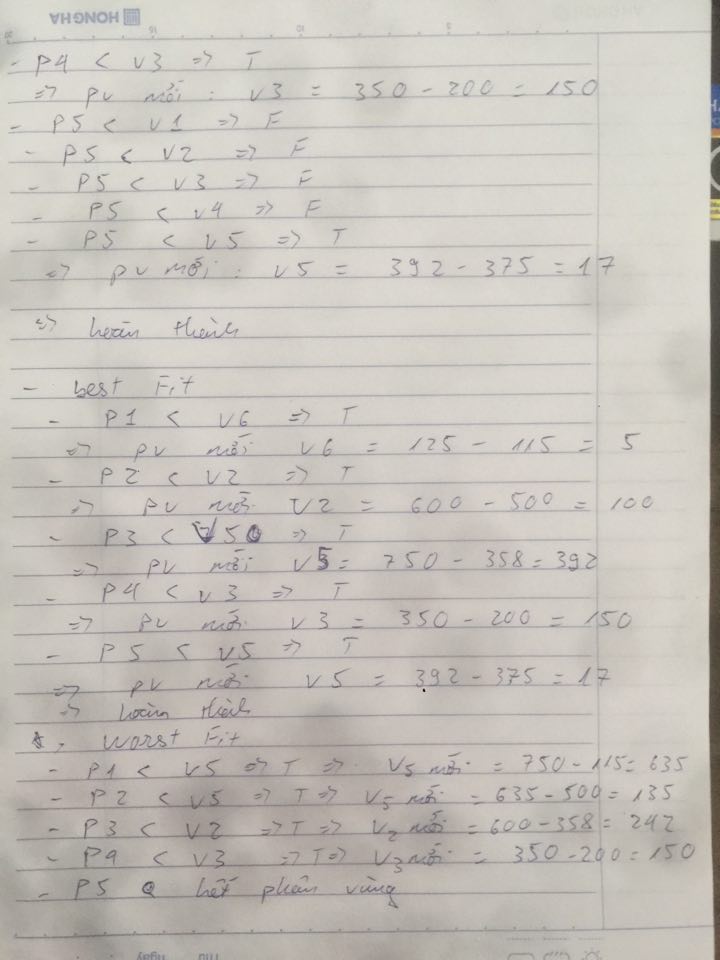 HONG HA
- P4 < V3 => T
=> pv mới : V3 = 350 - 200 = 150
- P5 < V1 => F
- P5 < V2 => F
- P5 < V3 => F
- P5 < V4 => F
- P5 < V5 => T
=> pv mới : V5 = 392 - 375 = 17
=> hoàn thành
- best Fit
- P1 < V6 => T
=> pv mới V6 = 125 - 115 = 5
- P2 < V2 => T
=> pv mới V2 = 600 - 500 = 100
- P3 < V5 => T
=> pv mới V5 = 750 - 358 = 392
- P4 < V3 => T
=> pv mới V3 = 350 - 200 = 150
- P5 < V5 => T
=> pv mới V5 = 392 - 375 = 17
=> hoàn thành
Worst Fit
- P1 < V5 => T => V5 mới = 750 - 115 = 635
- P2 < V5 => T => V5 mới = 635 - 500 = 135
- P3 < V2 => T => V2 mới = 600 - 358 = 242
- P4 < V3 => T => V3 mới = 350 - 200 = 150
- P5 hết phân vùng
Thứ
Ngày